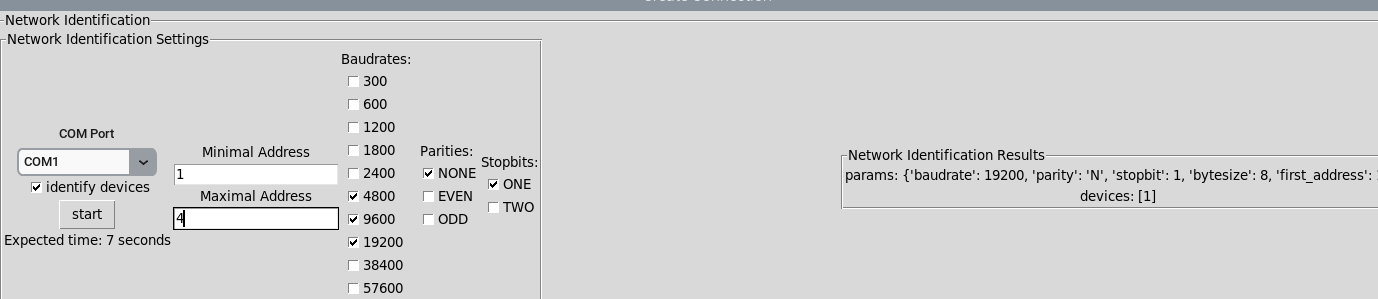 Network Identification
Network Identification Settings
Baudrates:
300
600
1200
1800
2400
4800
9600
19200
38400
57600
COM Port
COM1
identify devices
start
Expected time: 7 seconds
Minimal Address
1
Maximal Address
4
Parities:
NONE
EVEN
ODD
Stopbits:
ONE
TWO
Network Identification Results
params: {'baudrate': 19200, 'parity': 'N', 'stopbit': 1, 'bytesize': 8, 'first_address':
devices: [1]